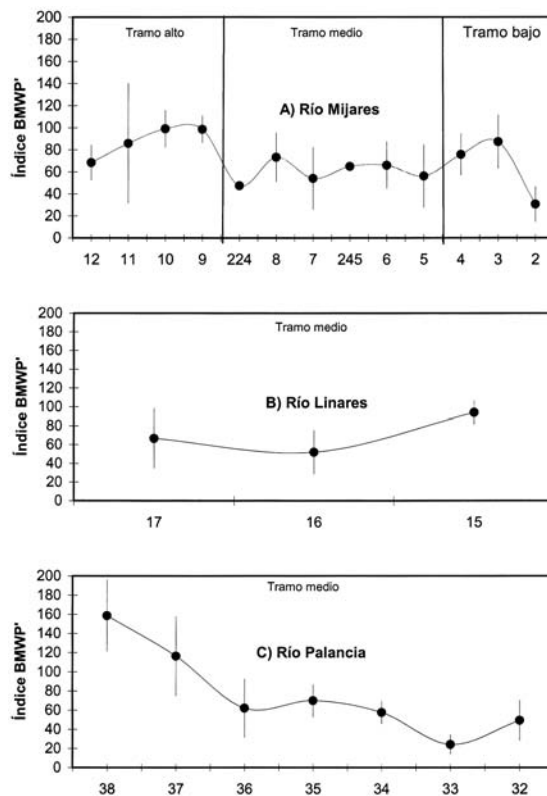 Índice BMWP'
200
180
160
140
120
100
80
60
40
20
0
Tramo alto Tramo medio Tramo bajo
A) Río Mijares
12 11 10 9 224 8 7 245 6 5 4 3 2
Índice BMWP'
200
180
160
140
120
100
80
60
40
20
0
Tramo medio
B) Río Linares
17 16 15
Índice BMWP'
200
180
160
140
120
100
80
60
40
20
0
Tramo medio
C) Río Palancia
38 37 36 35 34 33 32